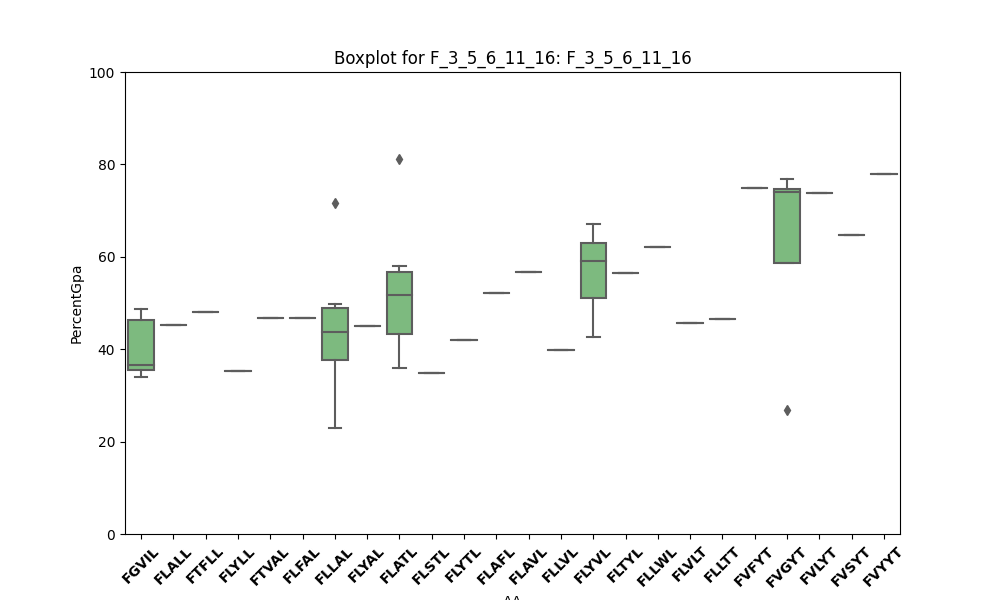 Boxplot for F_3_5_6_11_16: F_3_5_6_11_16
100
80
60
40
20
0
PercentGpa
FGVIL
FLALL
FTFLL
FLYLL
FTVAL
FLFAL
FLLAL
FLYAL
FLATL
FLSTL
FLYTL
FLAFL
FLAVL
FLLVL
FLYVL
FLTYL
FLLWL
FLVLT
FLLTT
FVFYT
FVGYT
FVLYT
FVSYT
FVYYT
AA